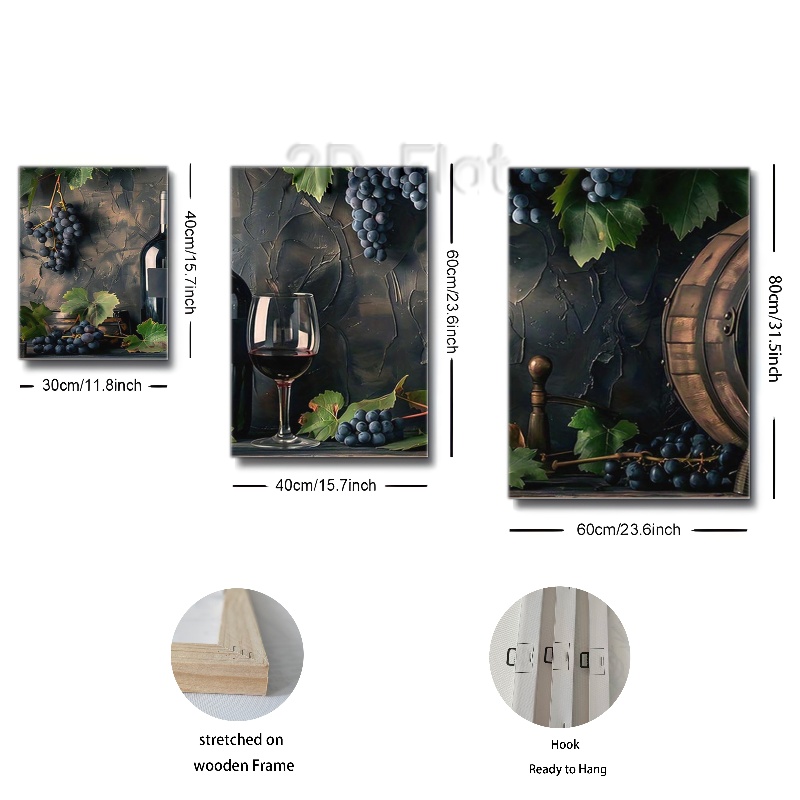 2D Flat
40cm/15.7inch
30cm/11.8inch
60cm/23.6inch
40cm/15.7inch
80cm/31.5inch
60cm/23.6inch
stretched on
wooden Frame
Hook
Ready to Hang